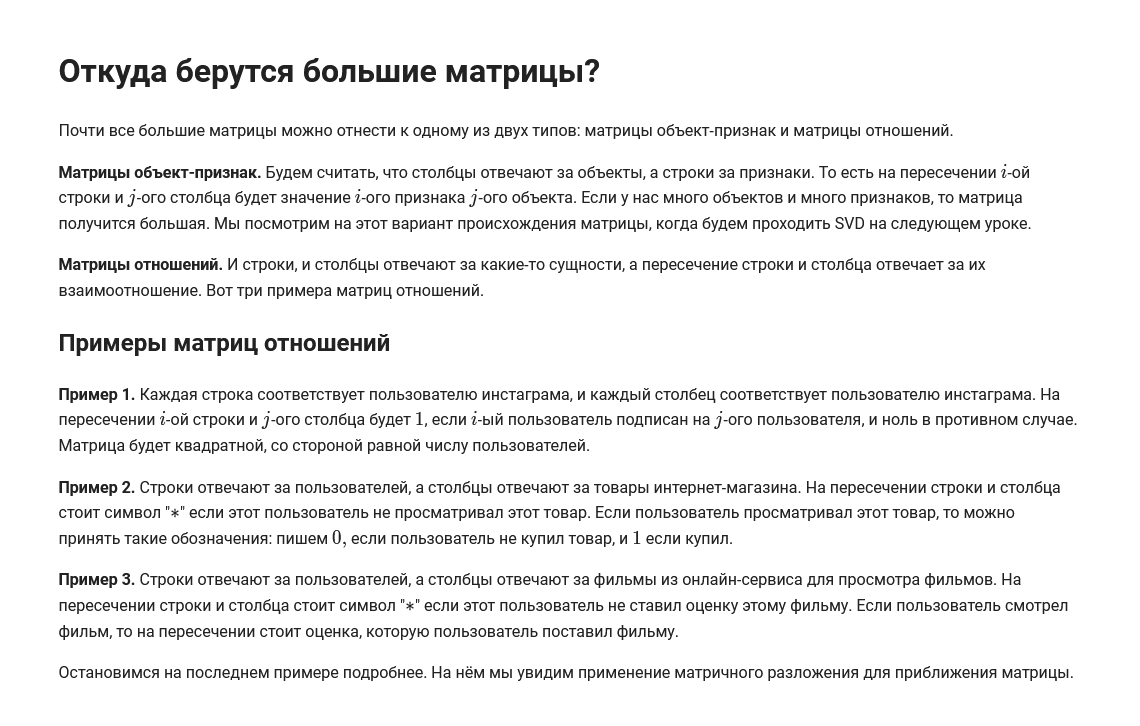 Откуда берутся большие матрицы?
Почти все большие матрицы можно отнести к одному из двух типов: матрицы объект-признак и матрицы отношений.
Матрицы объект-признак. Будем считать, что столбцы отвечают за объекты, а строки за признаки. То есть на пересечении i-ой
строки и j-ого столбца будет значение i-ого признака j-ого объекта. Если у нас много объектов и много признаков, то матрица
получится большая. Мы посмотрим на этот вариант происхождения матрицы, когда будем проходить SVD на следующем уроке.
Матрицы отношений. И строки, и столбцы отвечают за какие-то сущности, а пересечение строки и столбца отвечает за их
взаимоотношение. Вот три примера матриц отношений.
Примеры матриц отношений
Пример 1. Каждая строка соответствует пользователю инстаграма, и каждый столбец соответствует пользователю инстаграма. На
пересечении i-ой строки и j-ого столбца будет 1, если i-ый пользователь подписан на j-ого пользователя, и ноль в противном случае.
Матрица будет квадратной, со стороной равной числу пользователей.
Пример 2. Строки отвечают за пользователей, а столбцы отвечают за товары интернет-магазина. На пересечении строки и столбца
стоит символ "*" если этот пользователь не просматривал этот товар. Если пользователь просматривал этот товар, то можно
принять такие обозначения: пишем 0, если пользователь не купил товар, и 1 если купил.
Пример 3. Строки отвечают за пользователей, а столбцы отвечают за фильмы из онлайн-сервиса для просмотра фильмов. На
пересечении строки и столбца стоит символ "*" если этот пользователь не ставил оценку этому фильму. Если пользователь смотрел
фильм, то на пересечении стоит оценка, которую пользователь поставил фильму.
Остановимся на последнем примере подробнее. На нём мы увидим применение матричного разложения для приближения матрицы.